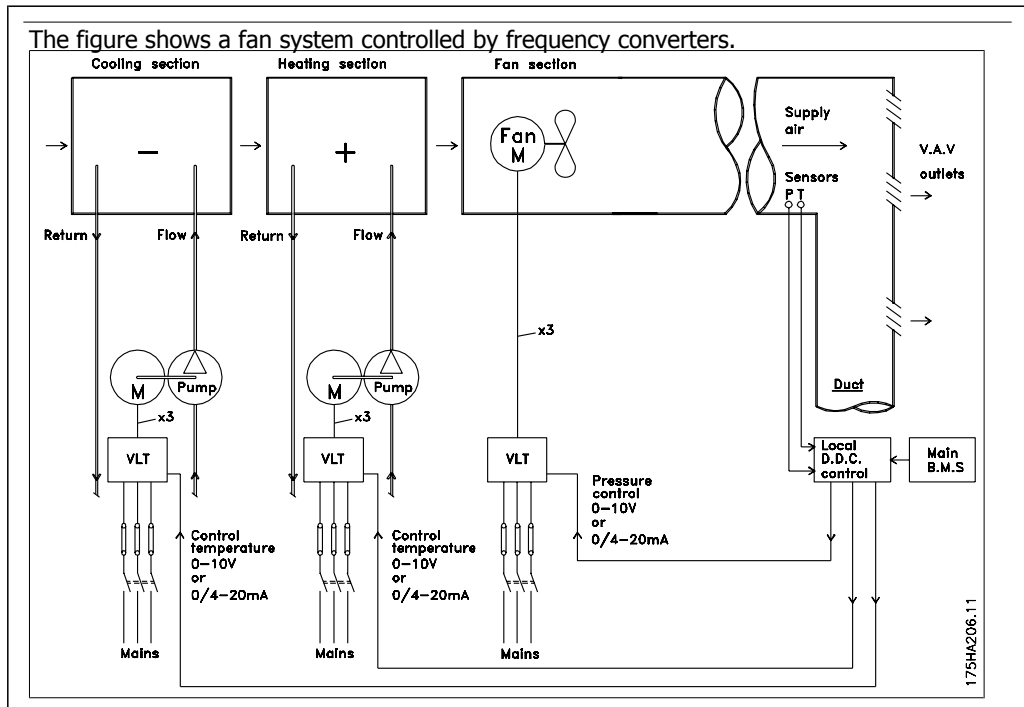 The figure shows a fan system controlled by frequency converters.
Cooling section
Heating section
Fan section
−
+
Fan
M
Supply
air
V.A.V
outlets
Sensors
P T
Return
Flow
Return
Flow
x3
M
Pump
M
Pump
Duct
x3
x3
VLT
VLT
VLT
Local
D.D.C.
control
Main
B.M.S
Pressure
control
0-10V
or
0/4-20mA
Control
temperature
0-10V
or
0/4-20mA
Control
temperature
0-10V
or
0/4-20mA
Mains
Mains
Mains
175HA206.11